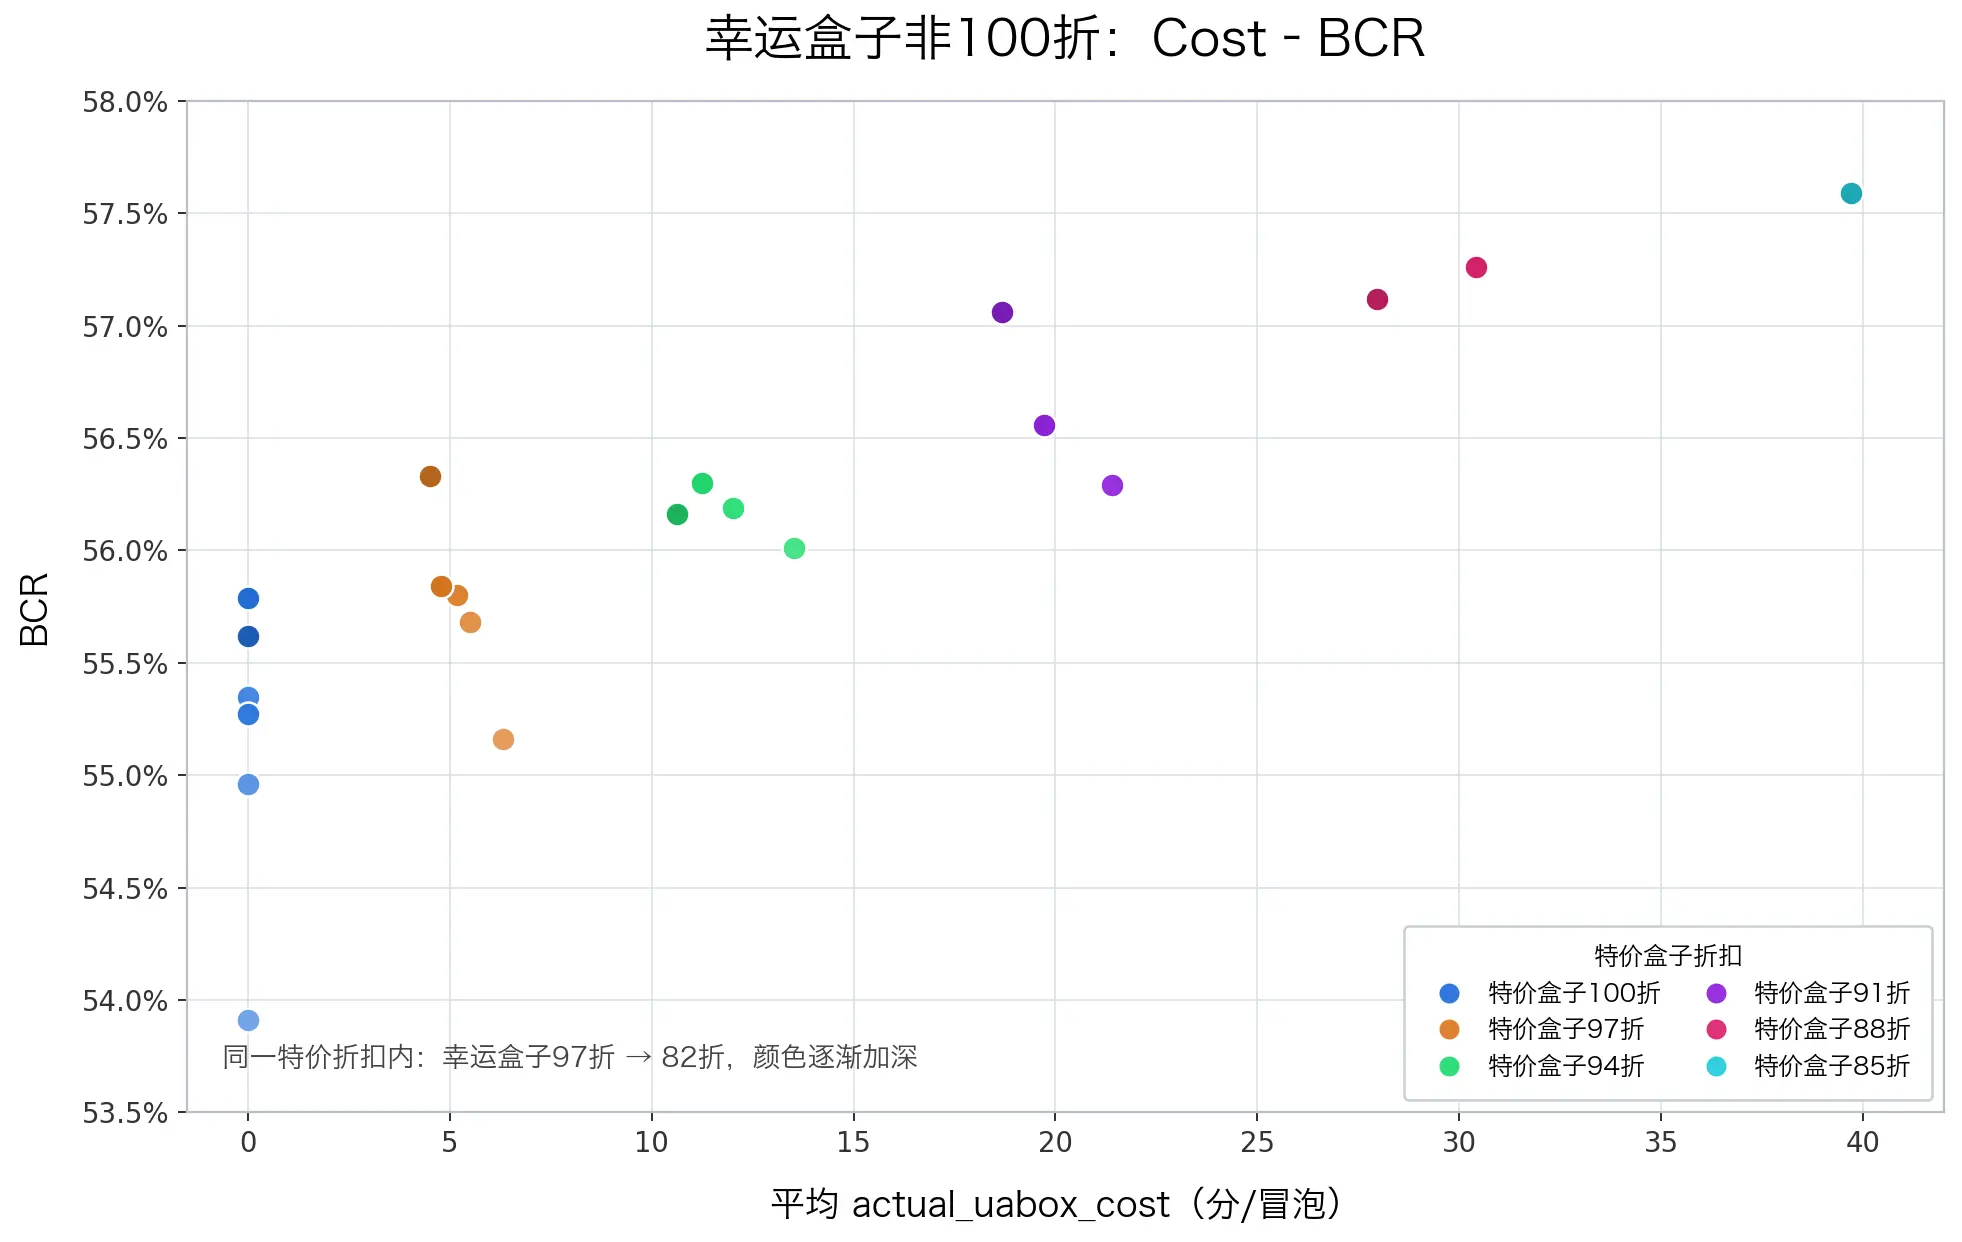 幸运盒子非100折：Cost - BCR
58.0%
57.5%
57.0%
56.5%
56.0%
55.5%
55.0%
54.5%
54.0%
53.5%
BCR
同一特价折扣内：幸运盒子97折 → 82折，颜色逐渐加深
特价盒子折扣
特价盒子100折
特价盒子97折
特价盒子94折
特价盒子91折
特价盒子88折
特价盒子85折
0 5 10 15 20 25 30 35 40
平均 actual_uabox_cost（分/冒泡）